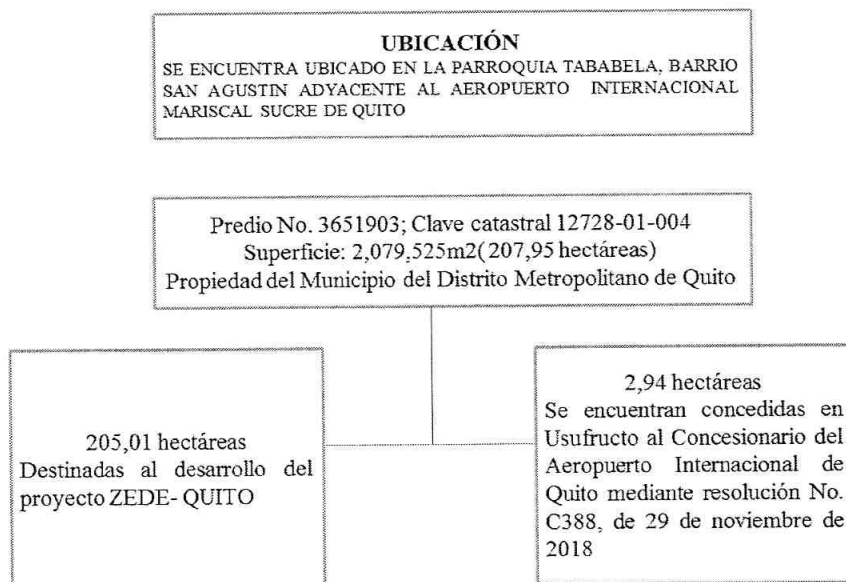 UBICACIÓN
SE ENCUENTRA UBICADO EN LA PARROQUIA TABABELA, BARRIO
SAN AGUSTIN ADYACENTE AL AEROPUERTO INTERNACIONAL
MARISCAL SUCRE DE QUITO
Predio No. 3651903; Clave catastral 12728-01-004
Superficie: 2,079,525m2(207,95 hectáreas)
Propiedad del Municipio del Distrito Metropolitano de Quito
205,01 hectáreas
Destinadas al desarrollo del
proyecto ZEDE- QUITO
2,94 hectáreas
Se encuentran concedidas en
Usufructo al Concesionario del
Aeropuerto Internacional de
Quito mediante resolución No.
C388, de 29 de noviembre de
2018